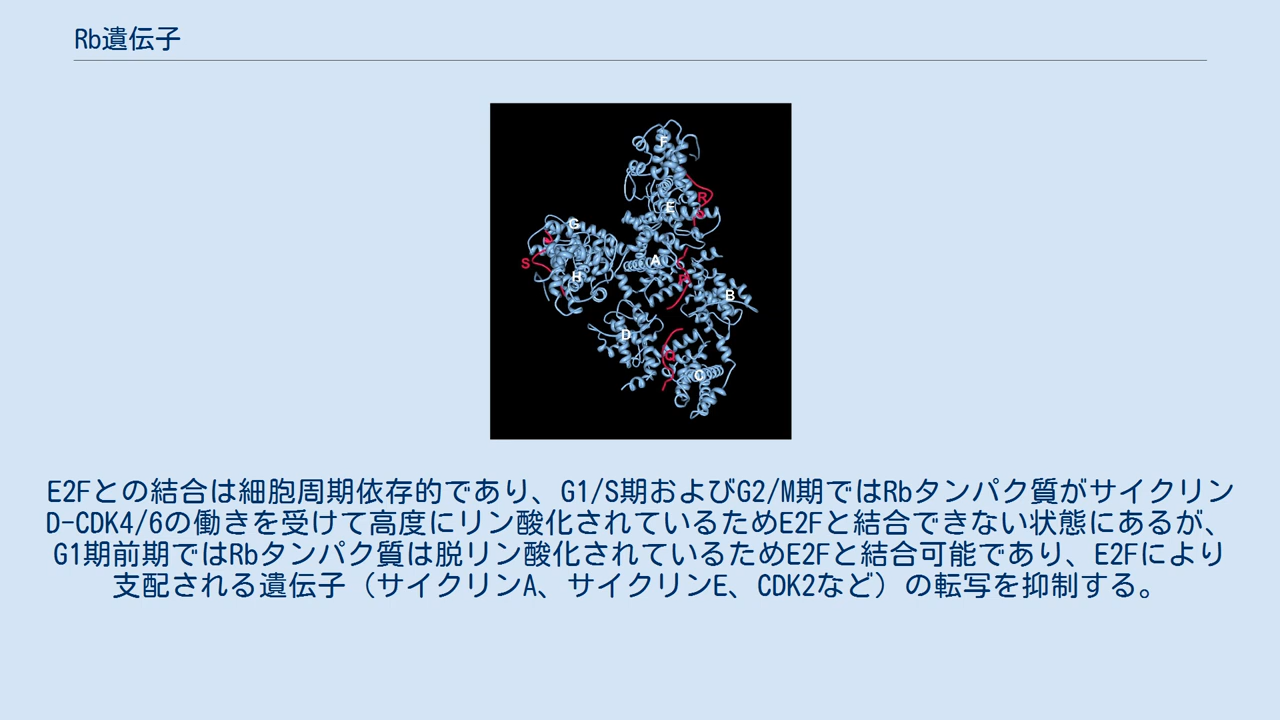 Rb遺伝子
F
R
E
G
S
A
H
P
B
D
Q
C
E2Fとの結合は細胞周期依存的であり、G1/S期およびG2/M期ではRbタンパク質がサイクリン
D-CDK4/6の働きを受けて高度にリン酸化されているためE2Fと結合できない状態にあるが、
G1期前期ではRbタンパク質は脱リン酸化されているためE2Fと結合可能であり、E2Fにより
支配される遺伝子（サイクリンA、サイクリンE、CDK2など）の転写を抑制する。